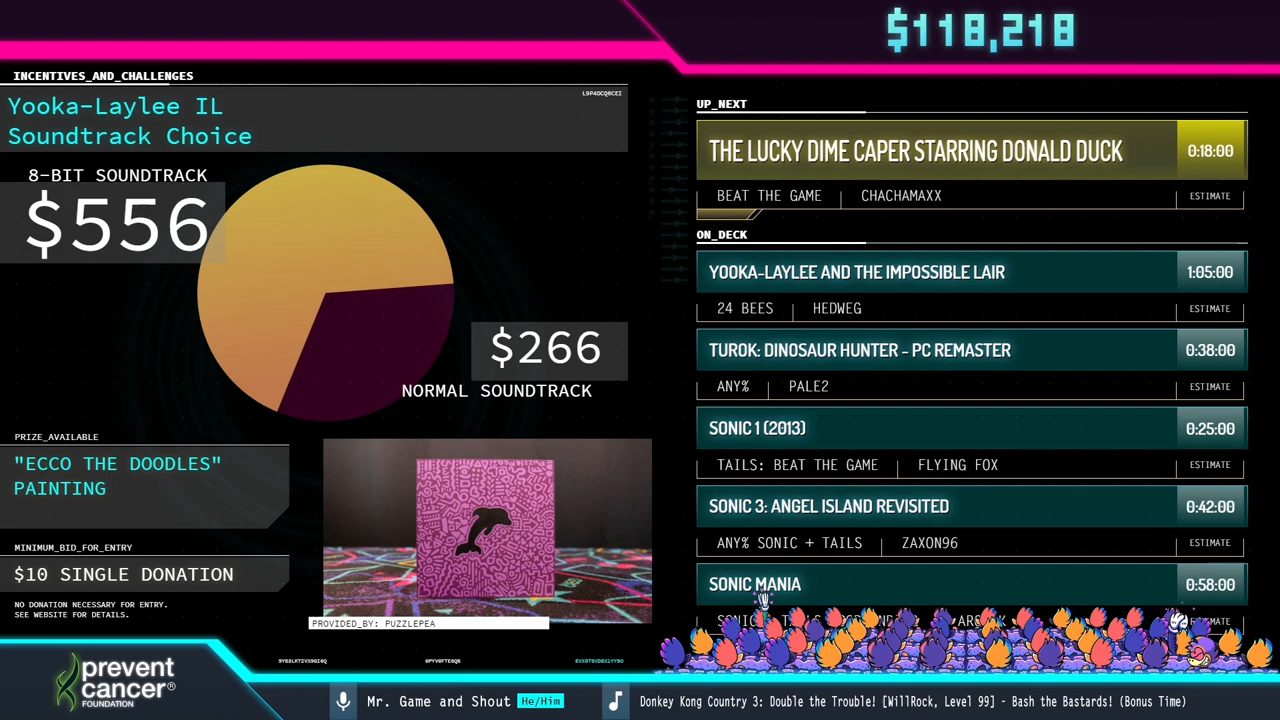 $118,218
INCENTIVES_AND_CHALLENGES
Yooka-Laylee IL
Soundtrack Choice
8-BIT SOUNDTRACK
$556
$266
NORMAL SOUNDTRACK
PRIZE_AVAILABLE
"ECCO THE DOODLES"
PAINTING
MINIMUM_BID_FOR_ENTRY
$10 SINGLE DONATION
NO DONATION NECESSARY FOR ENTRY.
SEE WEBSITE FOR DETAILS.
PROVIDED_BY: PUZZLEPEA
UP_NEXT
THE LUCKY DIME CAPER STARRING DONALD DUCK 0:18:00
BEAT THE GAME CHACHAMAXX ESTIMATE
ON_DECK
YOOKA-LAYLEE AND THE IMPOSSIBLE LAIR 1:05:00
24 BEES HEDWEG ESTIMATE
TUROK: DINOSAUR HUNTER - PC REMASTER 0:38:00
ANY% PALE2 ESTIMATE
SONIC 1 (2013) 0:25:00
TAILS: BEAT THE GAME FLYING FOX ESTIMATE
SONIC 3: ANGEL ISLAND REVISITED 0:42:00
ANY% SONIC + TAILS ZAXON96 ESTIMATE
SONIC MANIA 0:58:00
prevent
cancer®
FOUNDATION
Mr. Game and Shout He/Him
Donkey Kong Country 3: Double the Trouble! [WillRock, Level 99] - Bash the Bastards! (Bonus Time)